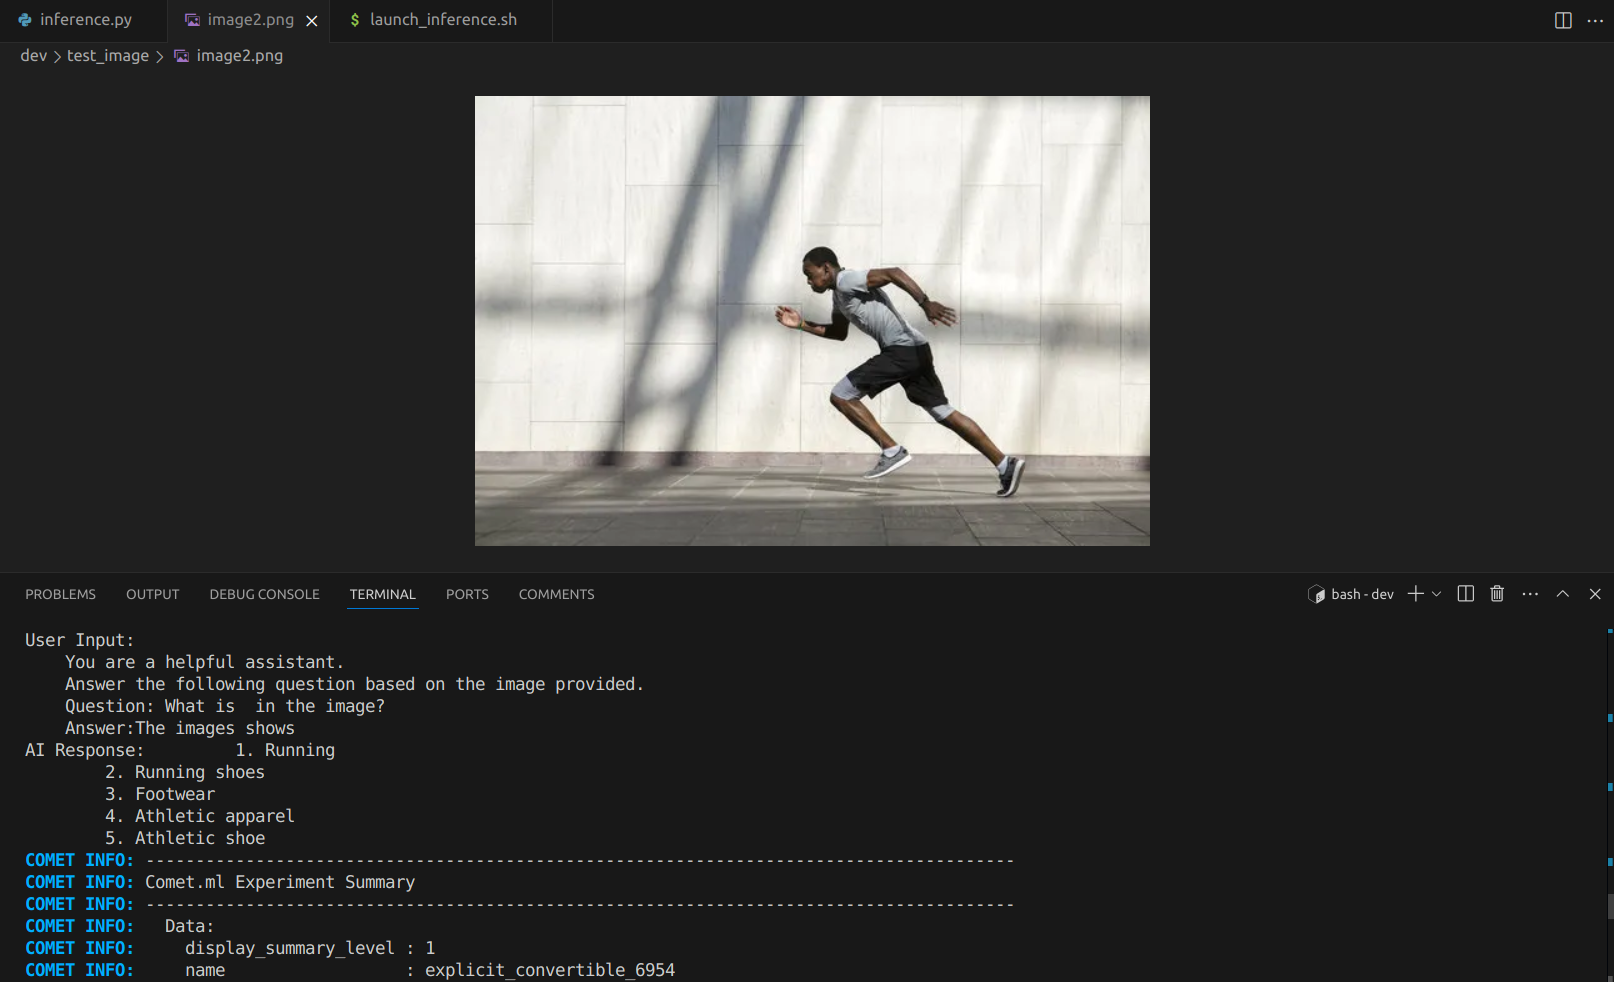 inference.py image2.png launch_inference.sh
dev > test_image > image2.png
PROBLEMS OUTPUT DEBUG CONSOLE TERMINAL PORTS COMMENTS bash - dev
User Input:
You are a helpful assistant.
Answer the following question based on the image provided.
Question: What is  in the image?
Answer:The images shows
AI Response:         1. Running
2. Running shoes
3. Footwear
4. Athletic apparel
5. Athletic shoe
COMET INFO: ---------------------------------------------------------------------------------------
COMET INFO: Comet.ml Experiment Summary
COMET INFO: ---------------------------------------------------------------------------------------
COMET INFO:   Data:
COMET INFO:     display_summary_level : 1
COMET INFO:     name                  : explicit_convertible_6954